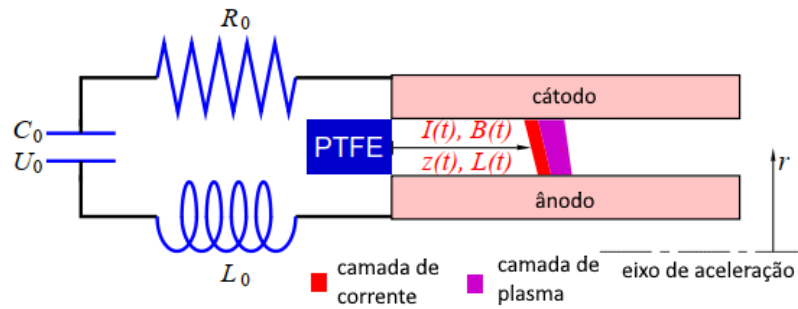 R₀
C₀
U₀
L₀
PTFE
I(t), B(t)
z(t), L(t)
cátodo
ânodo
r
camada de
corrente
camada de
plasma
eixo de aceleração